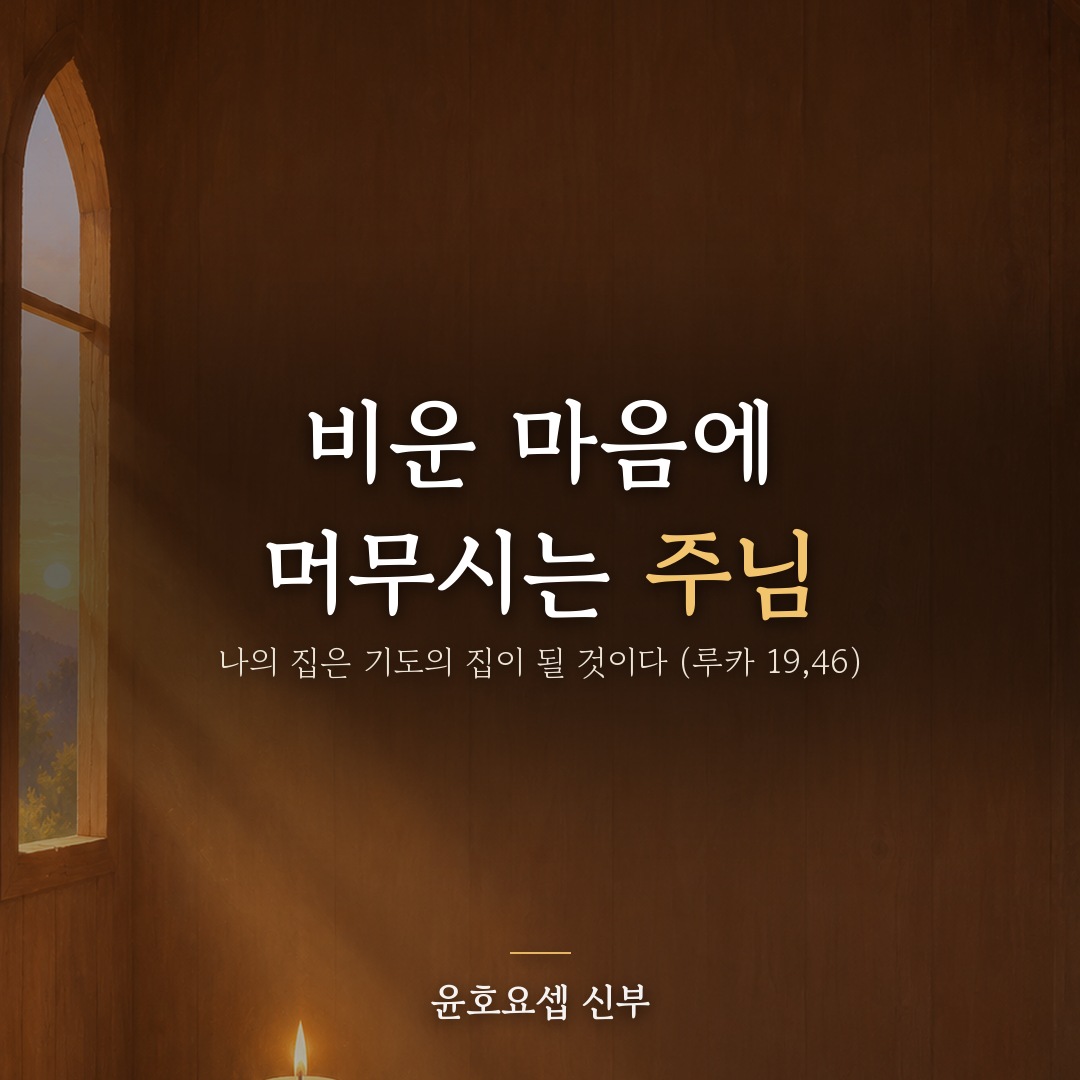 비운 마음에
머무시는 주님
나의 집은 기도의 집이 될 것이다 (루카 19,46)
윤호요셉 신부